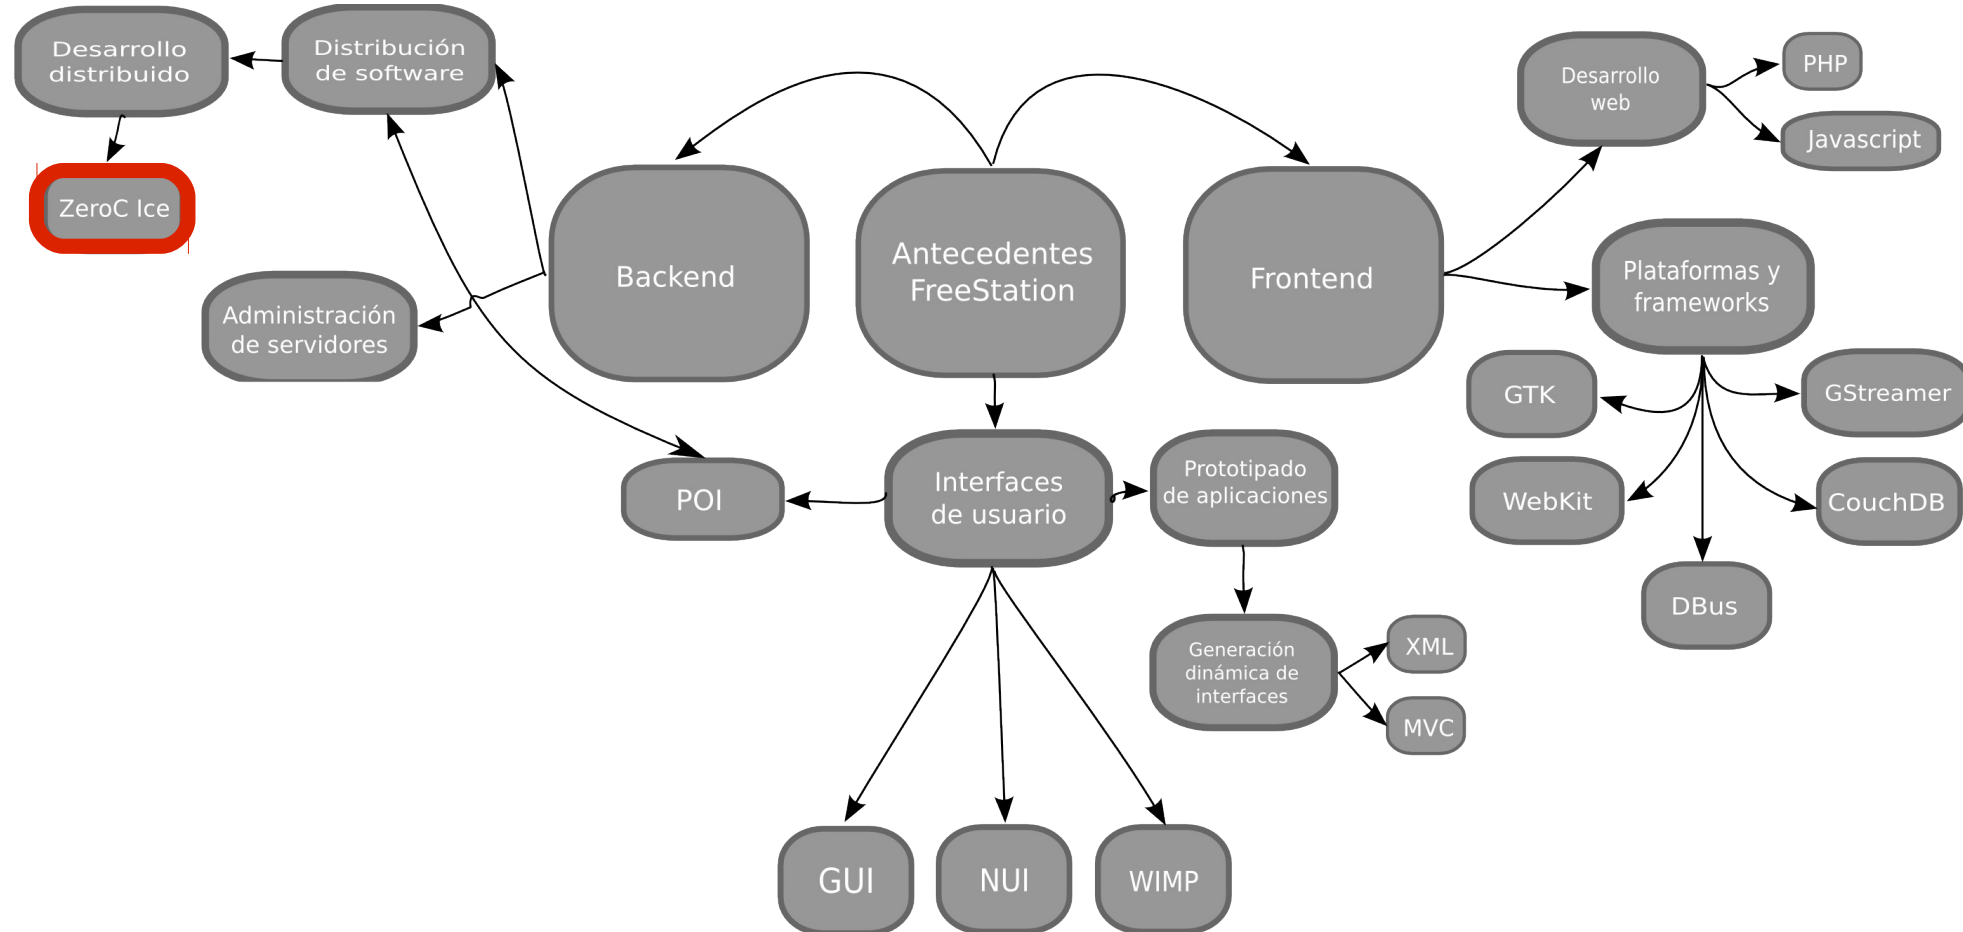 Desarrollo
distribuido
Distribución
de software
Desarrollo
web
PHP
Javascript
ZeroC Ice
Backend
Antecedentes
FreeStation
Frontend
Plataformas y
frameworks
Administración
de servidores
GTK
GStreamer
POI
Interfaces
de usuario
Prototipado
de aplicaciones
WebKit
CouchDB
DBus
Generación
dinámica de
interfaces
XML
MVC
GUI
NUI
WIMP